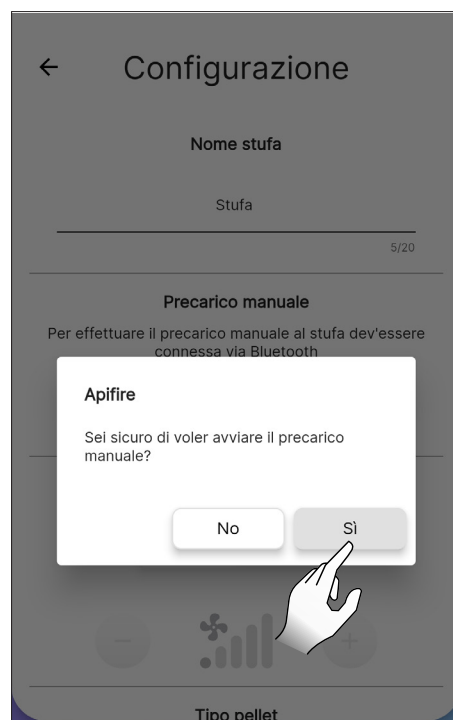 Configurazione
Nome stufa
Stufa
5/20
Precarico manuale
Per effettuare il precarico manuale al stufa dev'essere
connessa via Bluetooth
Apifire
Sei sicuro di voler avviare il precarico
manuale?
No
Sì
Tipo pellet